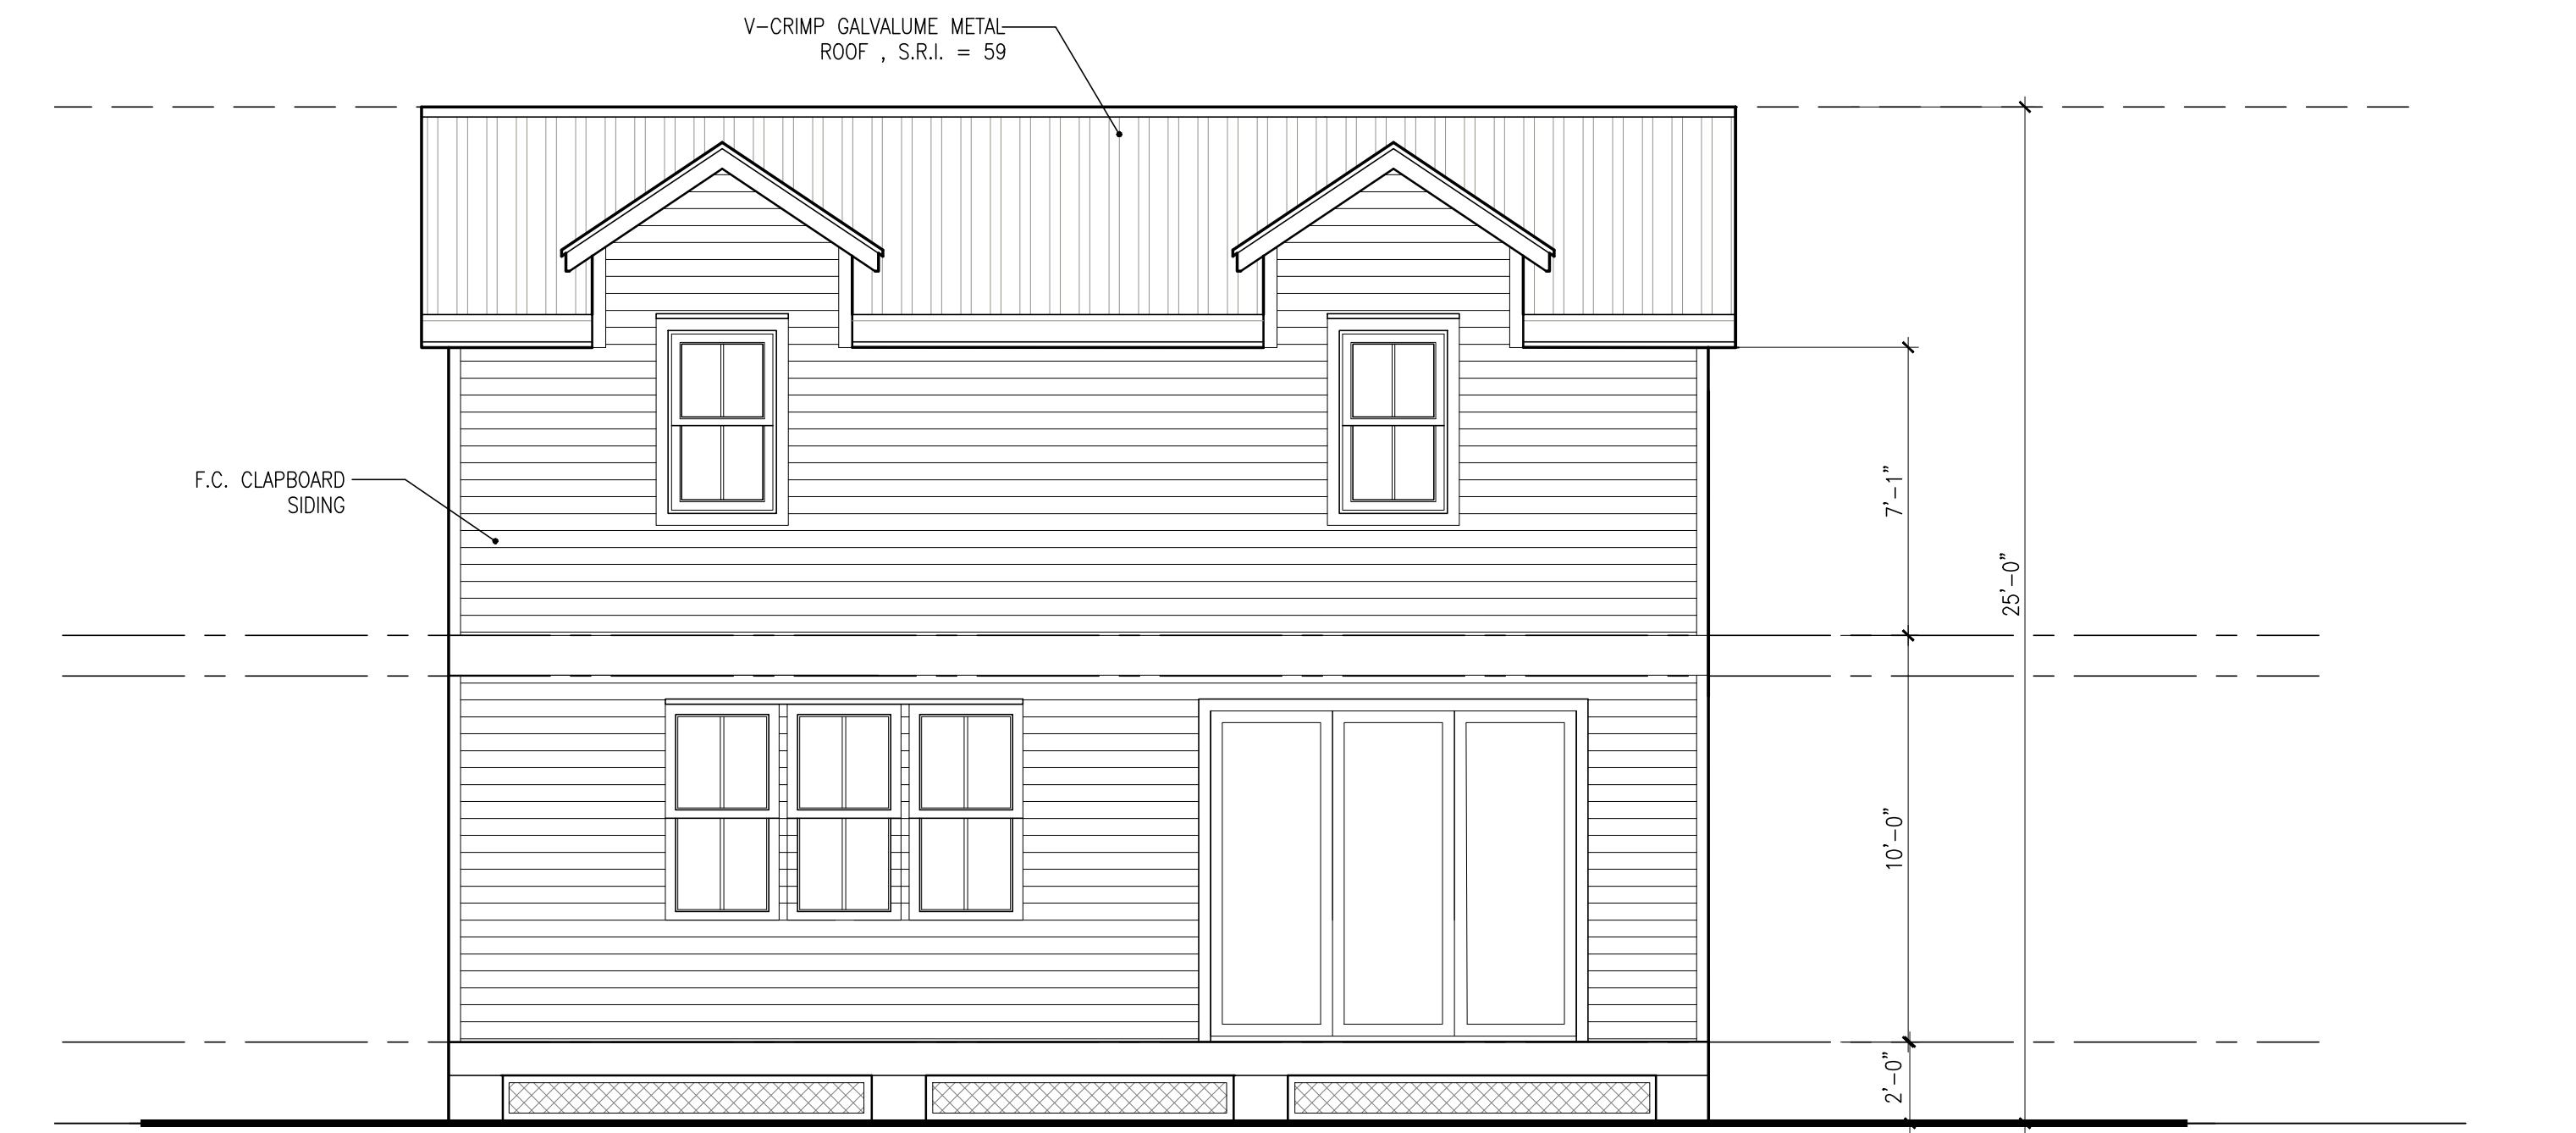 V-CRIMP GALVALUME METAL
ROOF , S.R.I. = 59
F.C. CLAPBOARD
SIDING
7'-1"
25'-0"
10'-0"
2'-0"